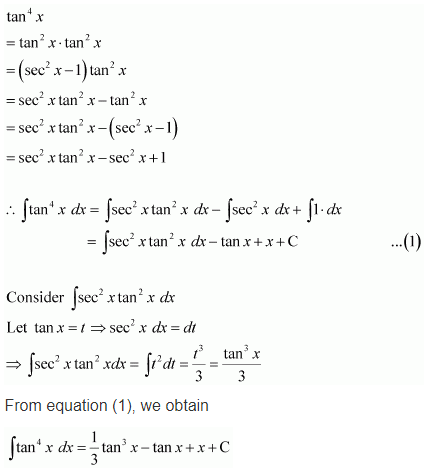 tan⁴ x
= tan² x · tan² x
= (sec² x − 1) tan² x
= sec² x tan² x − tan² x
= sec² x tan² x − (sec² x − 1)
= sec² x tan² x − sec² x + 1
∴ ∫tan⁴ x dx = ∫sec² x tan² x dx − ∫sec² x dx + ∫1· dx
= ∫sec² x tan² x dx − tan x + x + C ...(1)
Consider ∫sec² x tan² x dx
Let tan x = t ⇒ sec² x dx = dt
⇒ ∫sec² x tan² xdx = ∫t² dt = t³/3 = tan³ x/3
From equation (1), we obtain
∫tan⁴ x dx = 1/3 tan³ x − tan x + x + C